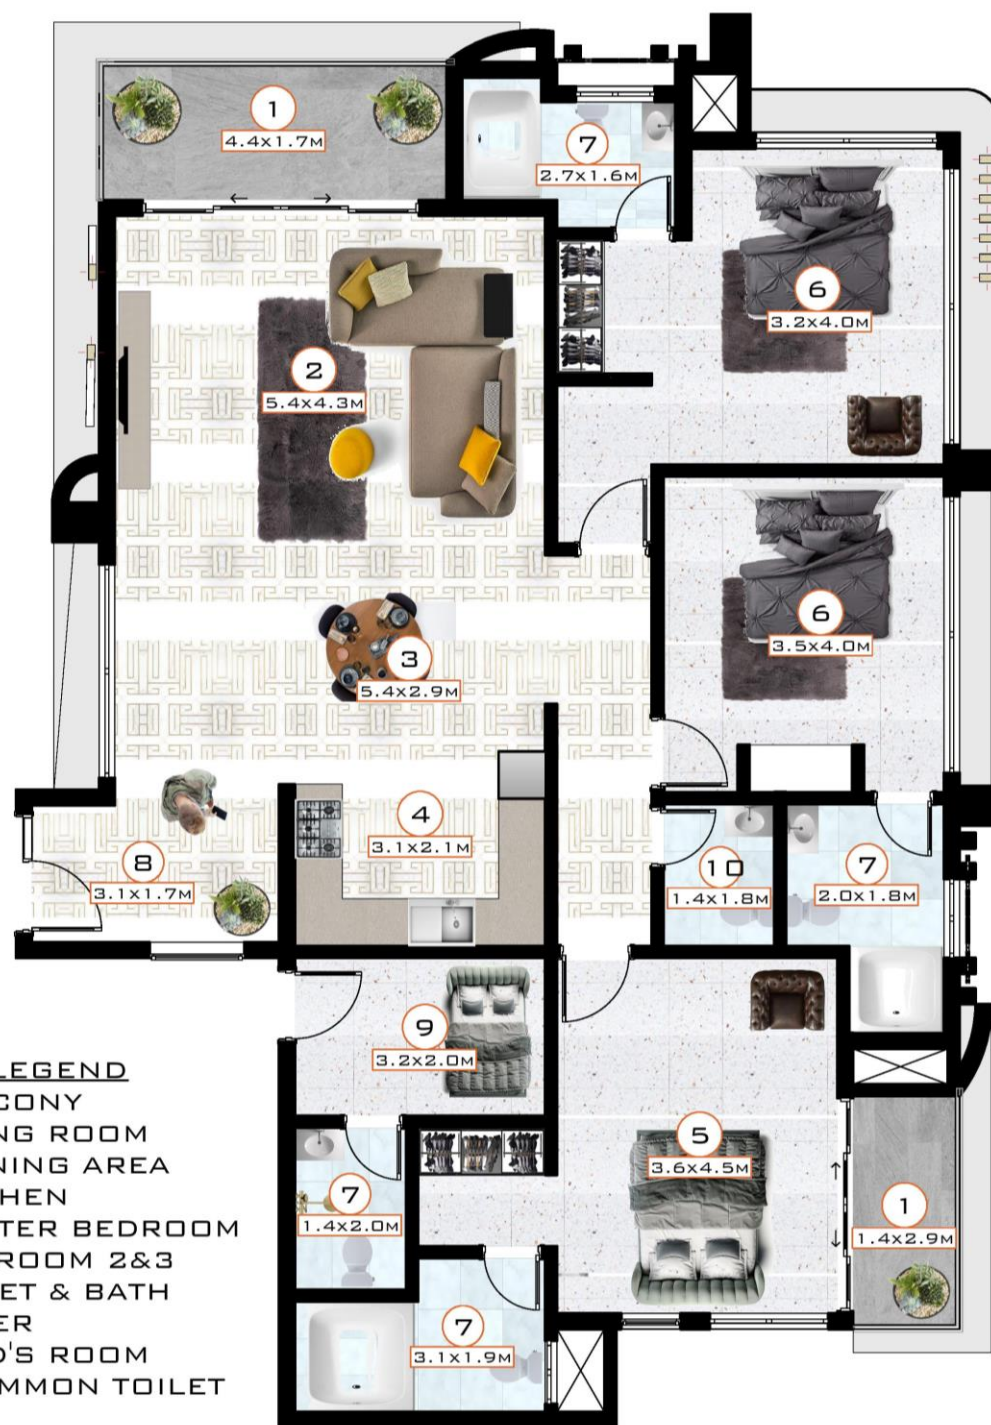 1
4.4x1.7M
7
2.7x1.6M
6
3.2x4.0M
2
5.4x4.3M
6
3.5x4.0M
3
5.4x2.9M
4
3.1x2.1M
8
3.1x1.7M
10
1.4x1.8M
7
2.0x1.8M
9
3.2x2.0M
5
3.6x4.5M
7
1.4x2.0M
1
1.4x2.9M
7
3.1x1.9M
LEGEND
CONY
NG ROOM
NING AREA
CHEN
TER BEDROOM
ROOM 2&3
ET & BATH
ER
D'S ROOM
OMMON TOILET